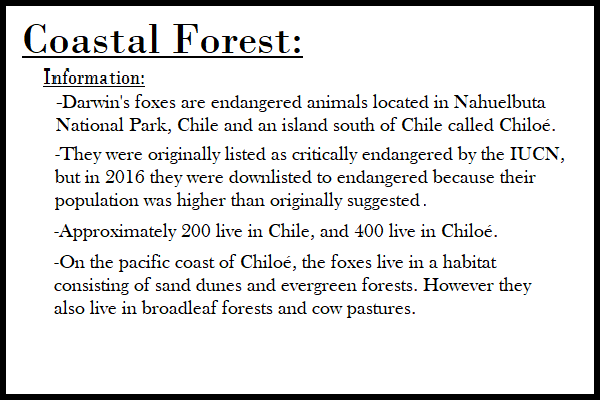 Coastal Forest:
Information:
-Darwin's foxes are endangered animals located in Nahuelbuta
National Park, Chile and an island south of Chile called Chiloé.
-They were originally listed as critically endangered by the IUCN,
but in 2016 they were downlisted to endangered because their
population was higher than originally suggested.
-Approximately 200 live in Chile, and 400 live in Chiloé.
-On the pacific coast of Chiloé, the foxes live in a habitat
consisting of sand dunes and evergreen forests. However they
also live in broadleaf forests and cow pastures.